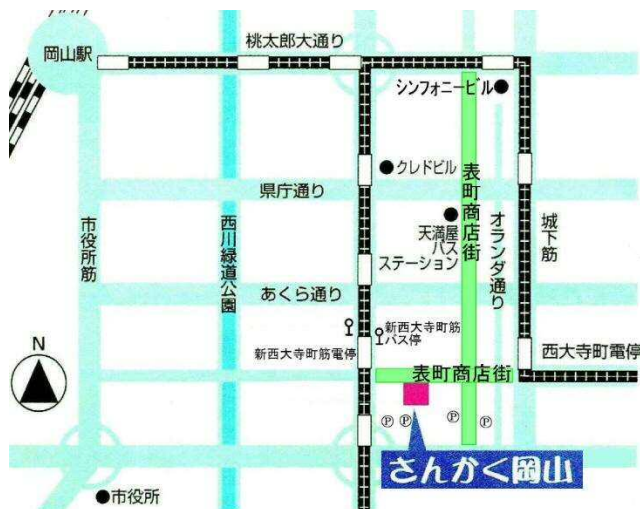 岡山駅
桃太郎大通り
シンフォニービル
クレドビル
表町商店街
県庁通り
天満屋
バス
ステーション
オランダ通り
城下筋
市役所筋
西川緑道公園
あくら通り
新西大寺町筋
バス停
新西大寺町筋電停
西大寺町電停
N
表町商店街
Ⓟ Ⓟ Ⓟ Ⓟ
さんかく岡山
市役所